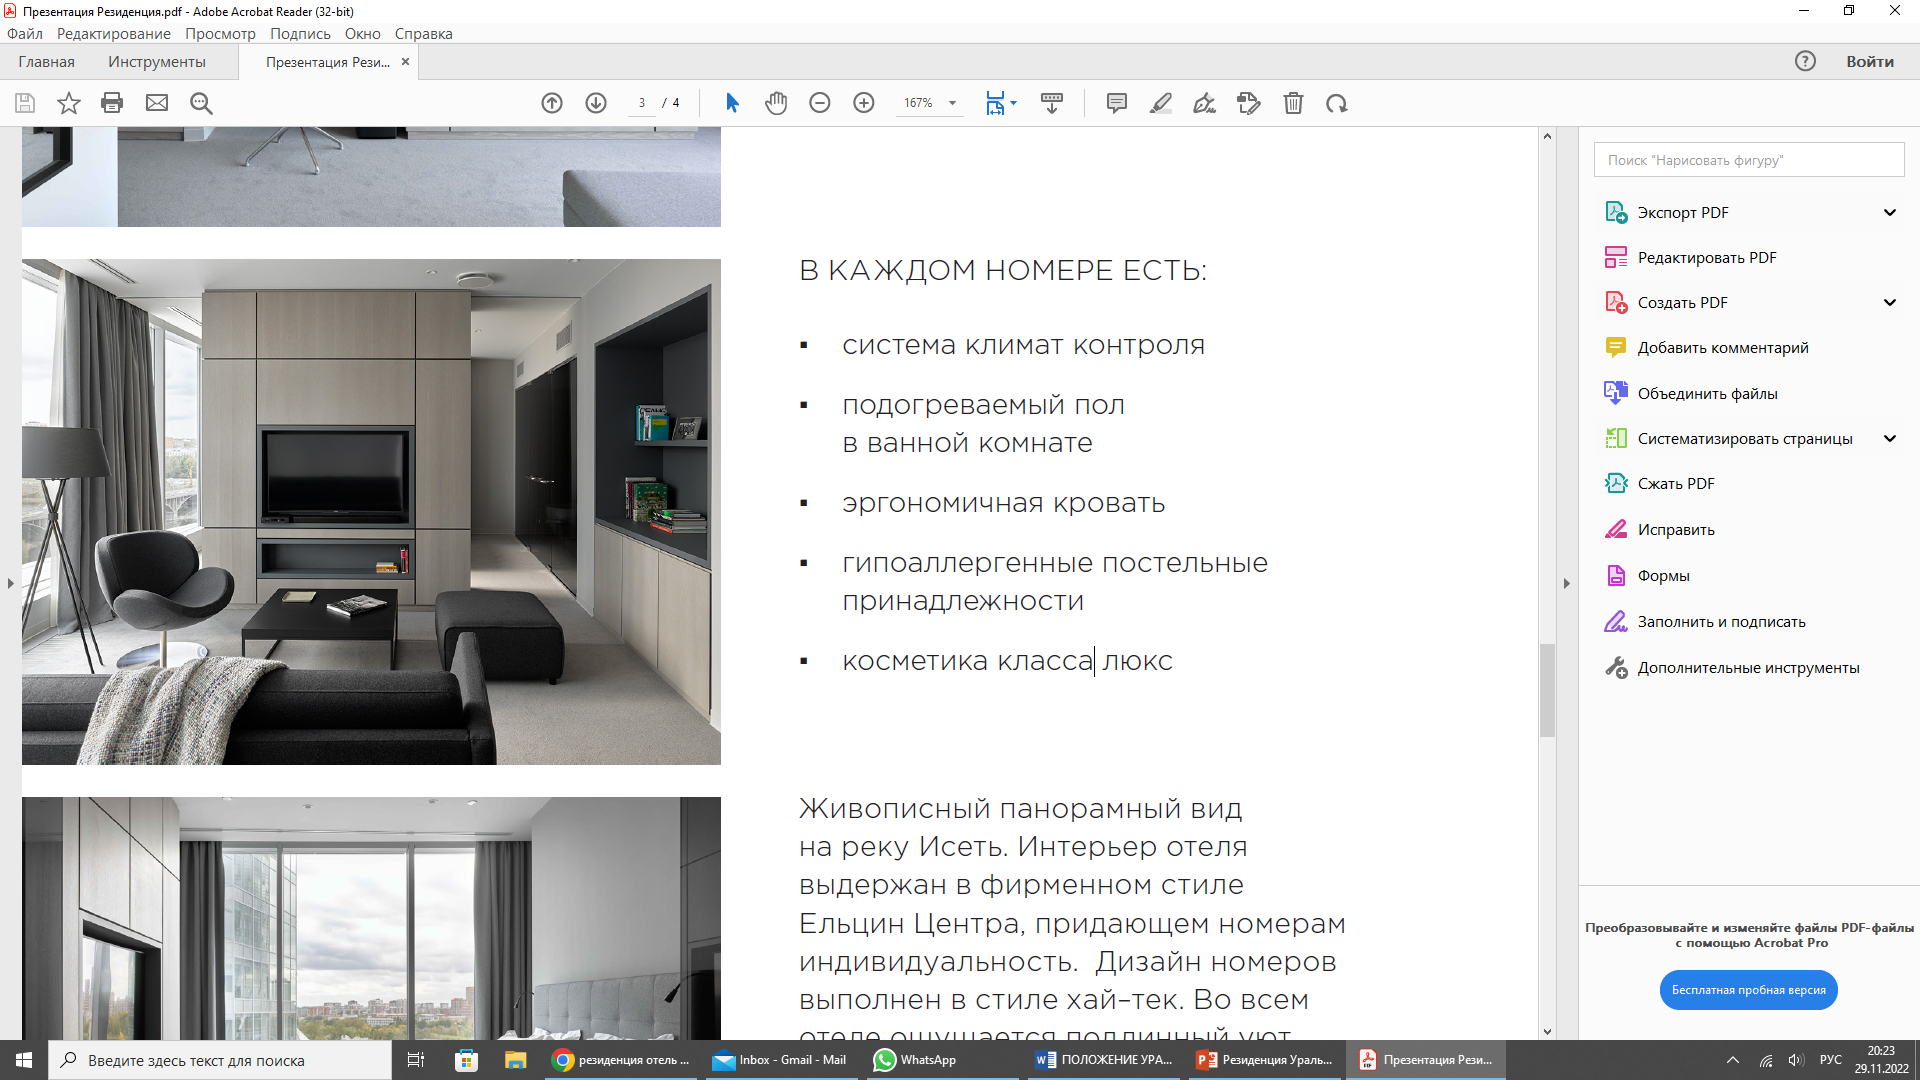 Презентация Резиденция.pdf - Adobe Acrobat Reader (32-bit)
Файл Редактирование Просмотр Подпись Окно Справка
Главная Инструменты Презентация Рези... Войти
3 / 4 167%
Поиск "Нарисовать фигуру"
Экспорт PDF
Редактировать PDF
Создать PDF
Добавить комментарий
Объединить файлы
Систематизировать страницы
Сжать PDF
Исправить
Формы
Заполнить и подписать
Дополнительные инструменты
Преобразовывайте и изменяйте файлы PDF-файлы
с помощью Acrobat Pro
Бесплатная пробная версия
В КАЖДОМ НОМЕРЕ ЕСТЬ:
▪ система климат контроля
▪ подогреваемый пол
в ванной комнате
▪ эргономичная кровать
▪ гипоаллергенные постельные
принадлежности
▪ косметика класса люкс
Живописный панорамный вид
на реку Исеть. Интерьер отеля
выдержан в фирменном стиле
Ельцин Центра, придающем номерам
индивидуальность. Дизайн номеров
выполнен в стиле хай–тек. Во всем
отеле ощущается подлинный уют
Введите здесь текст для поиска
резиденция отель ...
Inbox - Gmail - Mail
WhatsApp
ПОЛОЖЕНИЕ УРА...
Резиденция Ураль...
Презентация Рези...
РУС
20:23
29.11.2022